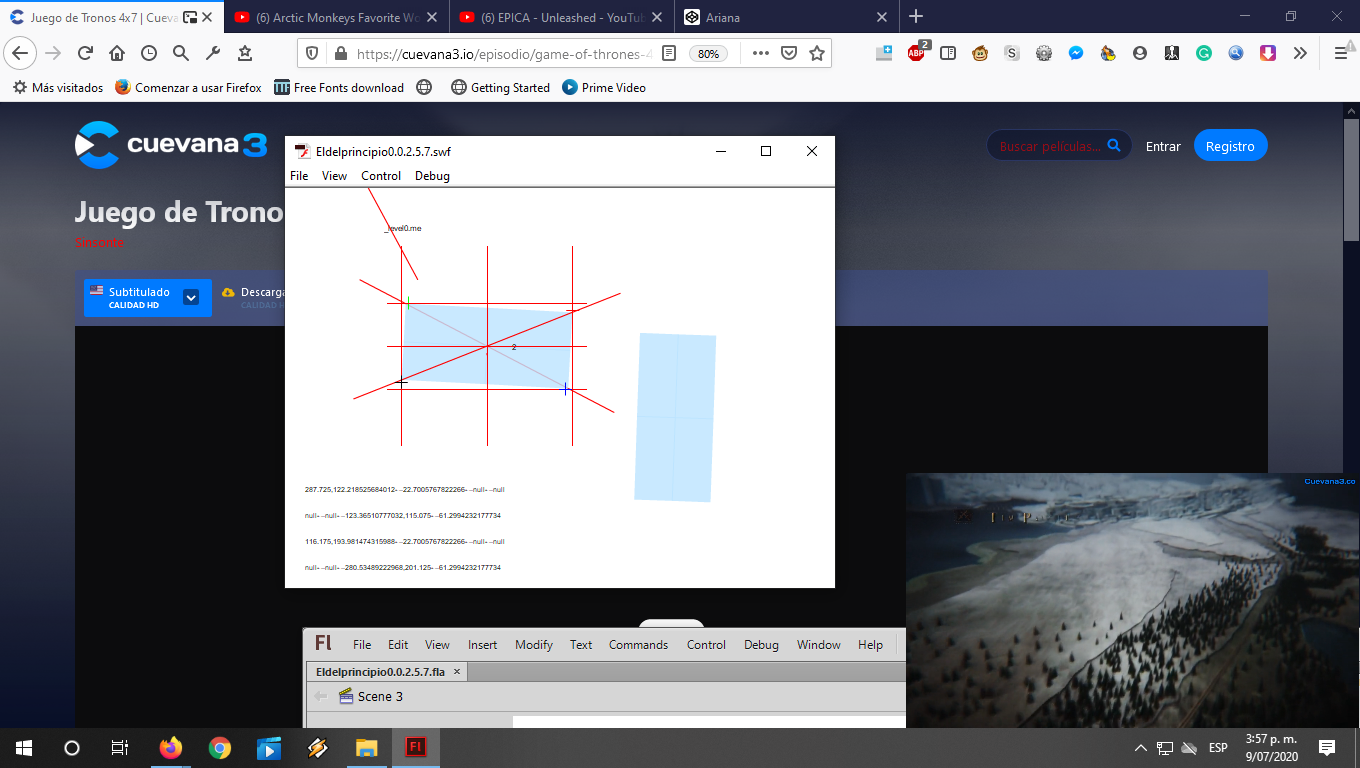 Juego de Tronos 4x7 | Cueva
(6) Arctic Monkeys Favorite Wo
(6) EPICA - Unleashed - YouTub
Ariana
https://cuevana3.io/episodio/game-of-thrones-4
80%
ABP 2
Más visitados
Comenzar a usar Firefox
Free Fonts download
Getting Started
Prime Video
cuevana3
Buscar películas...
Entrar
Registro
Juego de Trono
Sinsonte
Subtitulado
CALIDAD HD
Descarga
Eldelprincipio0.0.2.5.7.swf
File View Control Debug
_level0.me
2
287.725,122.218525684012- --22.7005767822266- --null- --null
null- --null- --123.36510777032,115.075- --61.2994232177734
116.175,193.981474315988- --22.7005767822266- --null- --null
null- --null- --280.53489222968,201.125- --61.2994232177734
Cuevana3.co
Fl File Edit View Insert Modify Text Commands Control Debug Window Help
Eldelprincipio0.0.2.5.7.fla
Scene 3
Fl
ESP
3:57 p. m.
9/07/2020